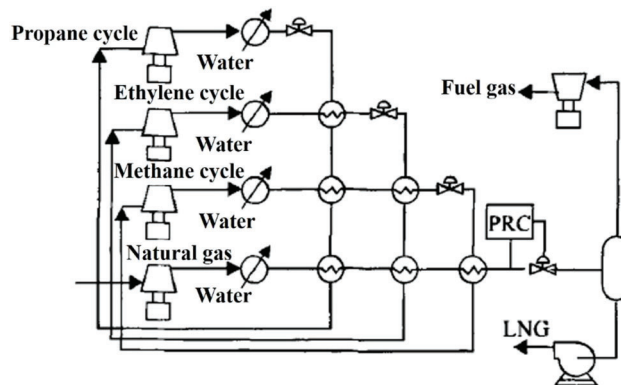 Propane cycle
Water
Ethylene cycle
Fuel gas
Water
Methane cycle
Water
PRC
Natural gas
Water
LNG